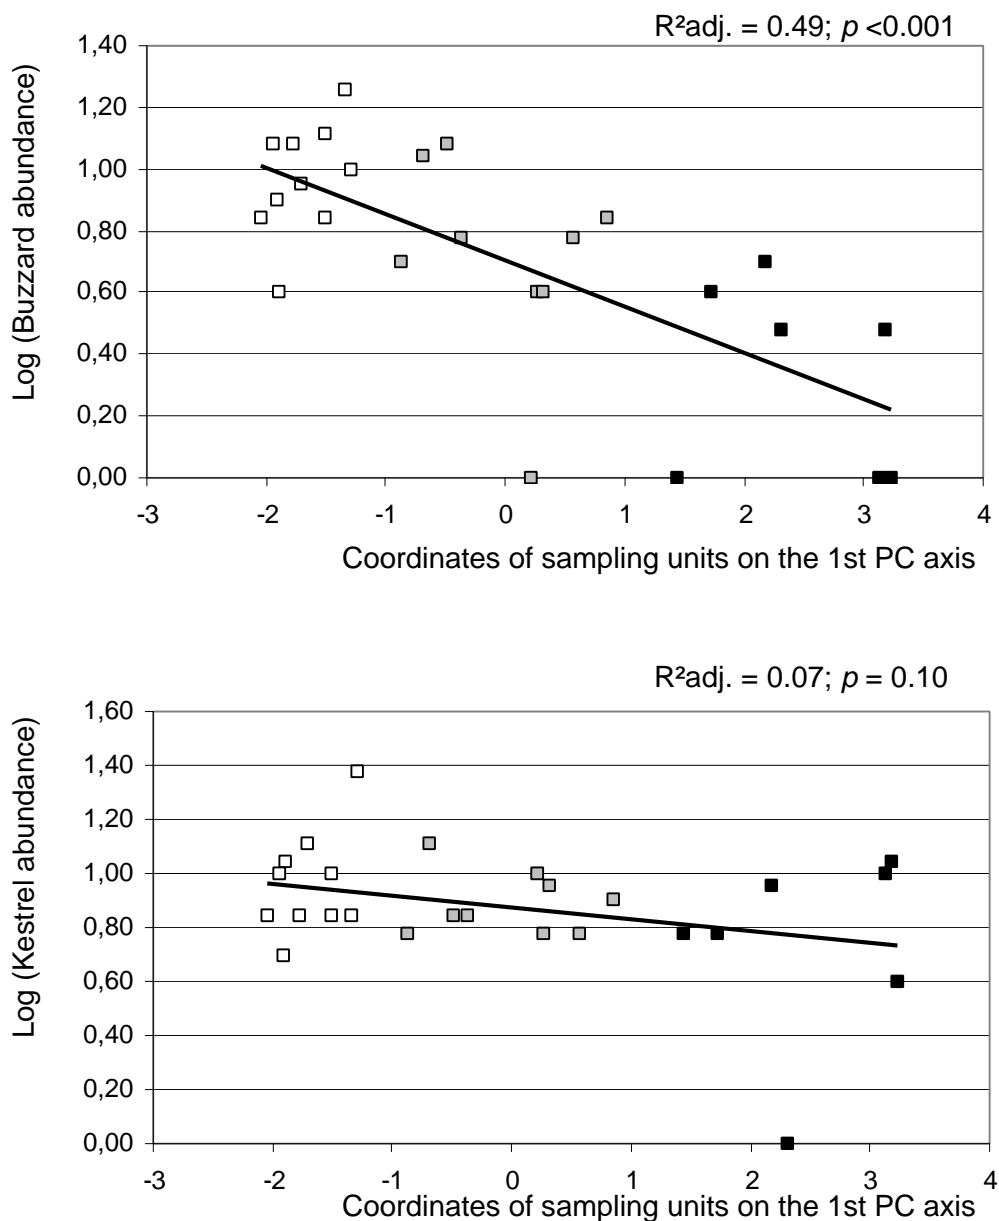 R²adj. = 0.49; p <0.001
Log (Buzzard abundance)
1,40
1,20
1,00
0,80
0,60
0,40
0,20
0,00
-3 -2 -1 0 1 2 3 4
Coordinates of sampling units on the 1st PC axis
R²adj. = 0.07; p = 0.10
Log (Kestrel abundance)
1,60
1,40
1,20
1,00
0,80
0,60
0,40
0,20
0,00
-3 -2 -1 0 1 2 3 4
Coordinates of sampling units on the 1st PC axis